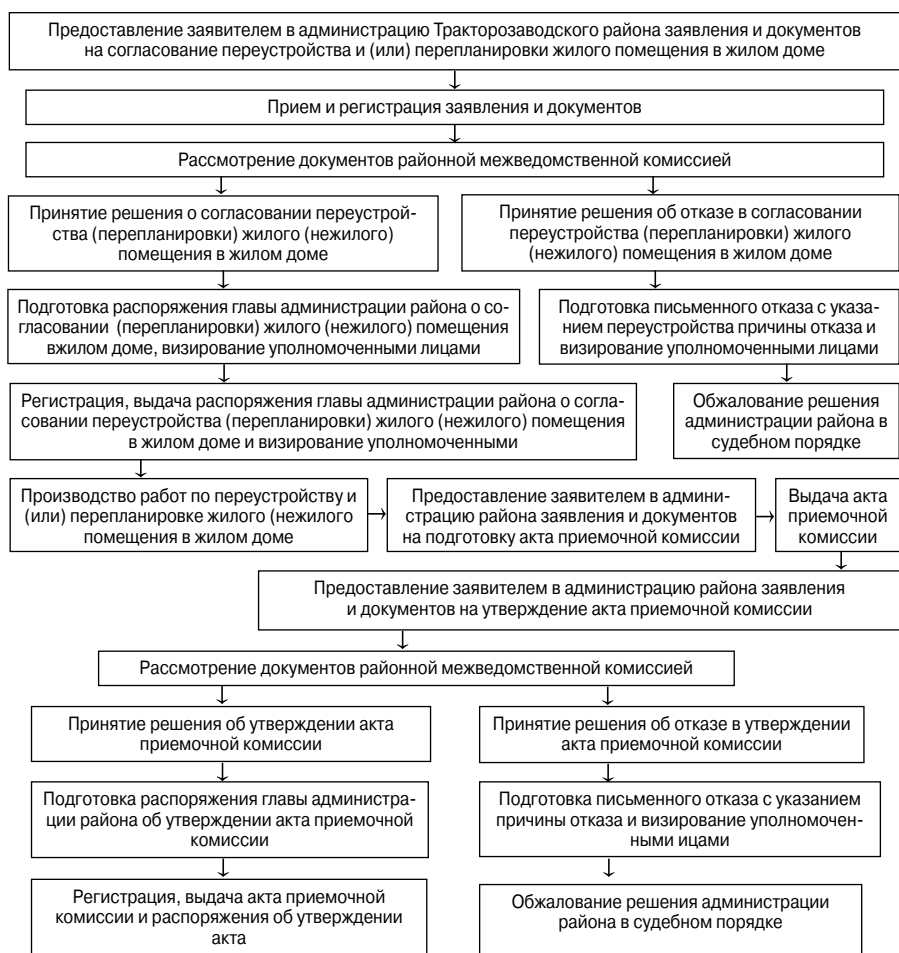 Предоставление заявителем в администрацию Тракторозаводского района заявления и документов
на согласование переустройства и (или) перепланировки жилого помещения в жилом доме
Прием и регистрация заявления и документов
Рассмотрение документов районной межведомственной комиссией
Принятие решения о согласовании переустрой-
ства (перепланировки) жилого (нежилого)
помещения в жилом доме
Принятие решения об отказе в согласовании
переустройства (перепланировки) жилого
(нежилого) помещения в жилом доме
Подготовка распоряжения главы администрации района о со-
гласовании (перепланировки) жилого (нежилого) помещения
вжилом доме, визирование уполномоченными лицами
Подготовка письменного отказа с указа-
нием переустройства причины отказа и
визирование уполномоченными лицами
Регистрация, выдача распоряжения главы администрации района о согла-
совании переустройства (перепланировки) жилого (нежилого) помещения
в жилом доме и визирование уполномоченными
Обжалование решения
администрации района в
судебном порядке
Производство работ по переустройству и
(или) перепланировке жилого (нежилого
помещения в жилом доме
Предоставление заявителем в админи-
страцию района заявления и документов
на подготовку акта приемочной комиссии
Выдача акта
приемочной
комиссии
Предоставление заявителем в администрацию района заявления
и документов на утверждение акта приемочной комиссии
Рассмотрение документов районной межведомственной комиссией
Принятие решения об утверждении акта
приемочной комиссии
Принятие решения об отказе в утверждении
акта приемочной комиссии
Подготовка распоряжения главы администра-
ции района об утверждении акта приемочной
комиссии
Подготовка письменного отказа с указанием
причины отказа и визирование уполномочен-
ными ицами
Регистрация, выдача акта приемочной
комиссии и распоряжения об утверждении
акта
Обжалование решения администрации
района в судебном порядке